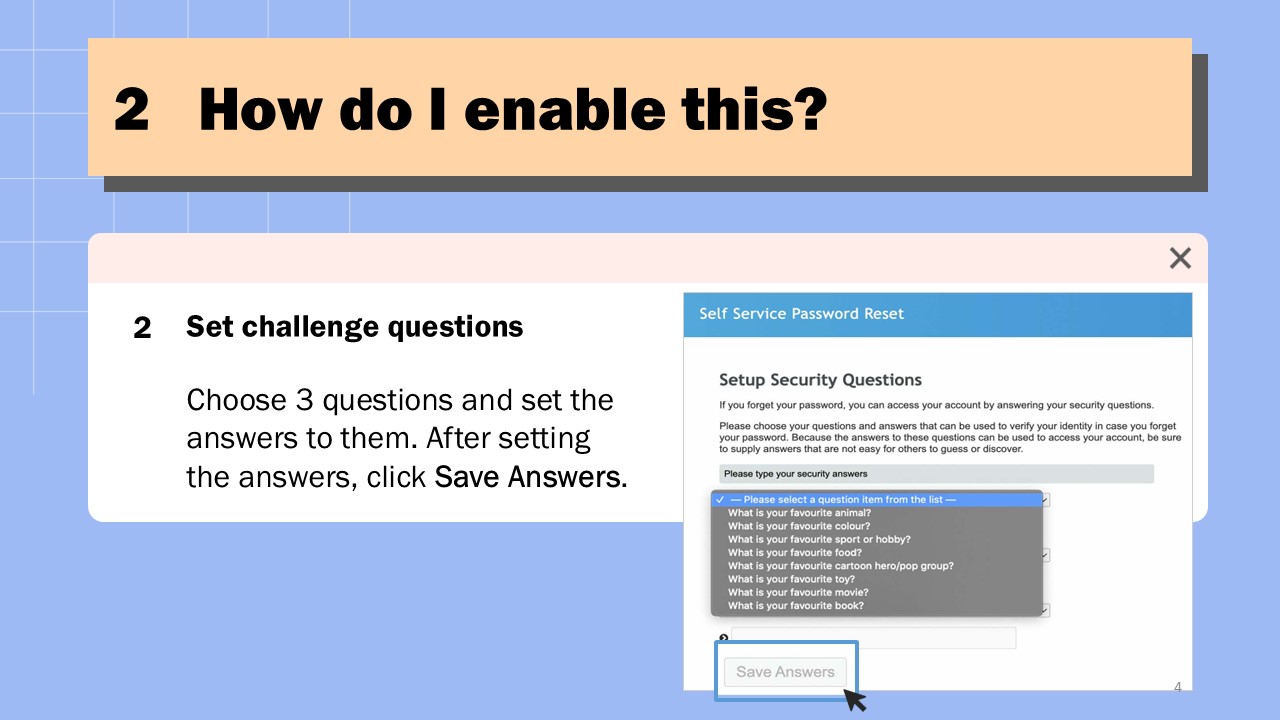 2 How do I enable this?
2 Set challenge questions
Choose 3 questions and set the
answers to them. After setting
the answers, click Save Answers.
Self Service Password Reset
Setup Security Questions
If you forget your password, you can access your account by answering your security questions.
Please choose your questions and answers that can be used to verify your identity in case you forget
your password. Because the answers to these questions can be used to access your account, be sure
to supply answers that are not easy for others to guess or discover.
Please type your security answers
— Please select a question item from the list —
What is your favourite animal?
What is your favourite colour?
What is your favourite sport or hobby?
What is your favourite food?
What is your favourite cartoon hero/pop group?
What is your favourite toy?
What is your favourite movie?
What is your favourite book?
Save Answers
4